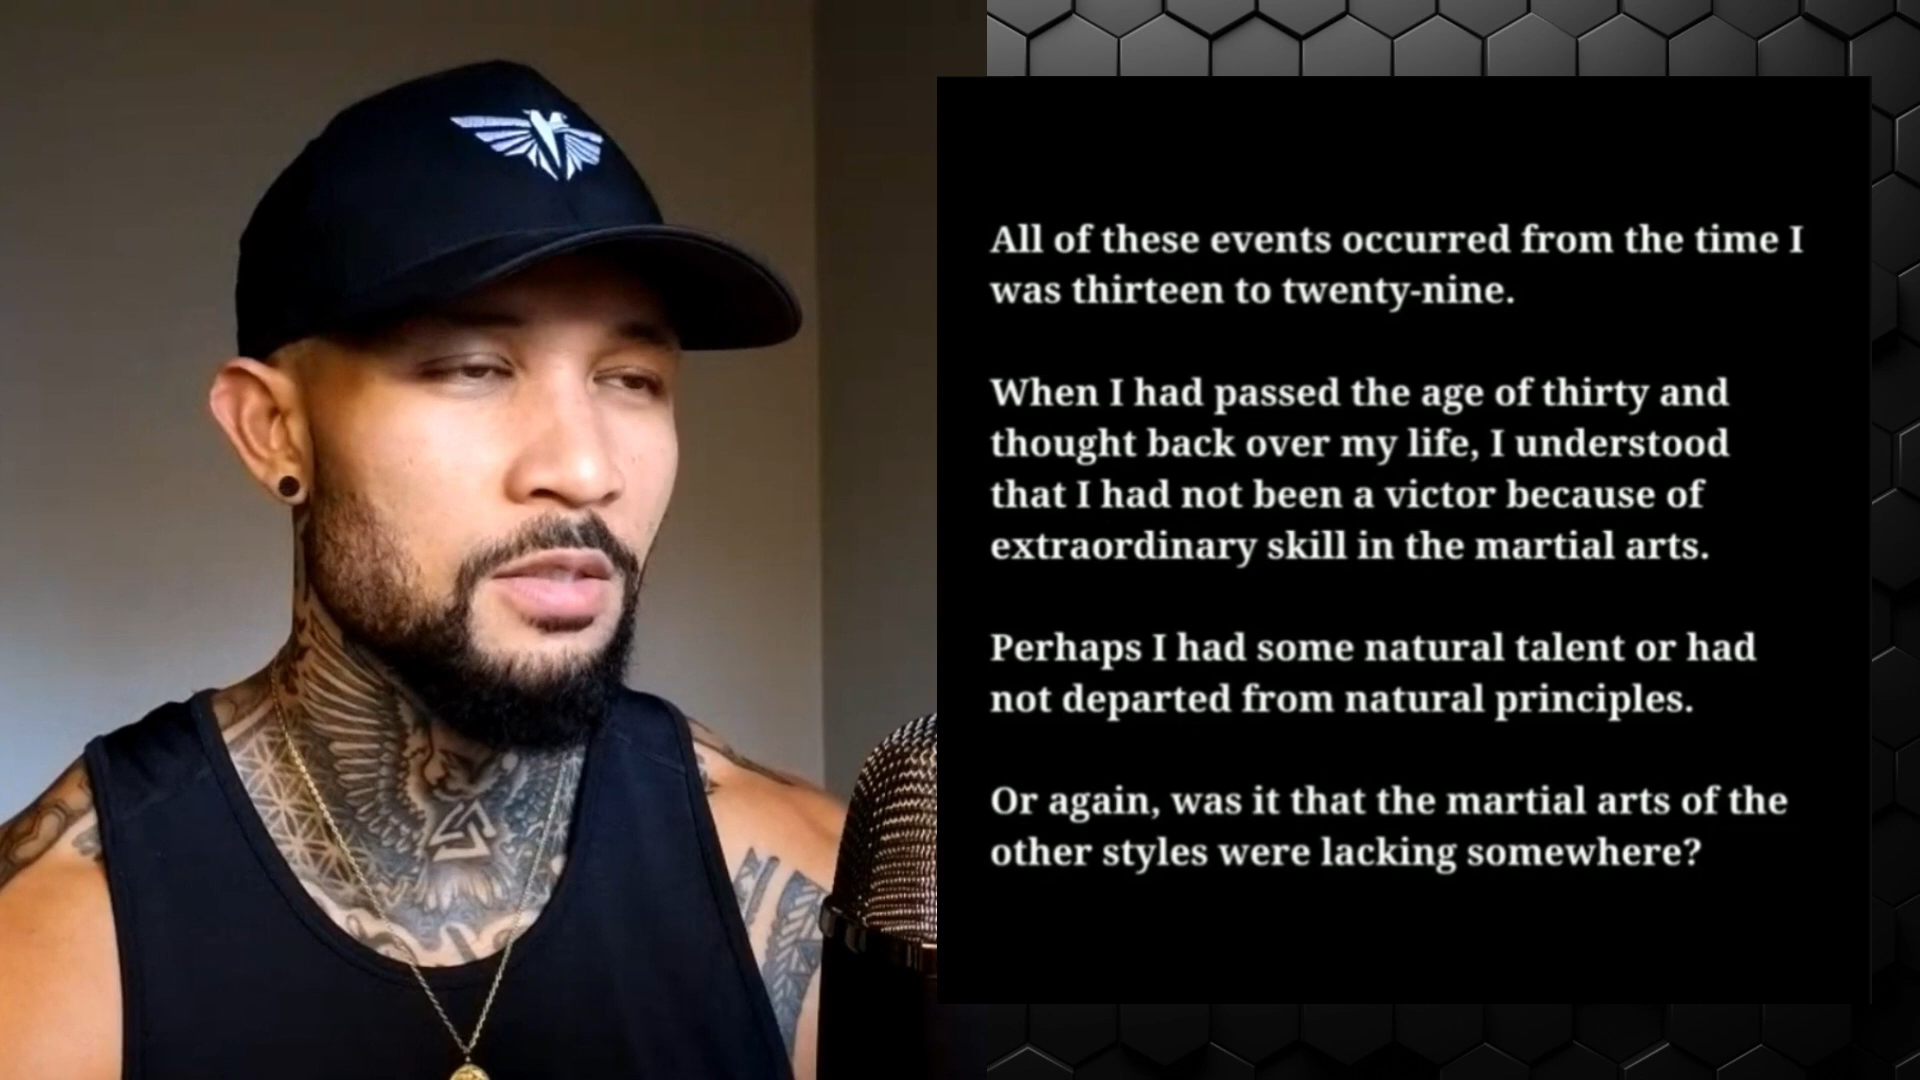 All of these events occurred from the time I
was thirteen to twenty-nine.
When I had passed the age of thirty and
thought back over my life, I understood
that I had not been a victor because of
extraordinary skill in the martial arts.
Perhaps I had some natural talent or had
not departed from natural principles.
Or again, was it that the martial arts of the
other styles were lacking somewhere?